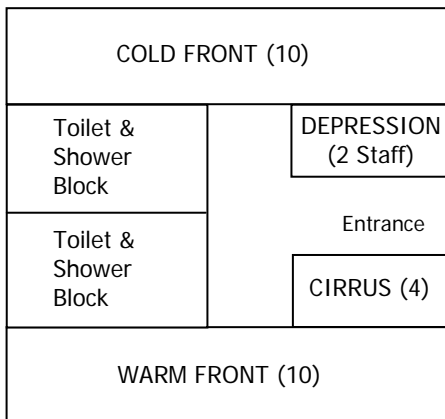 COLD FRONT (10)
Toilet &
Shower
Block
DEPRESSION
(2 Staff)
Toilet &
Shower
Block
Entrance
CIRRUS (4)
WARM FRONT (10)